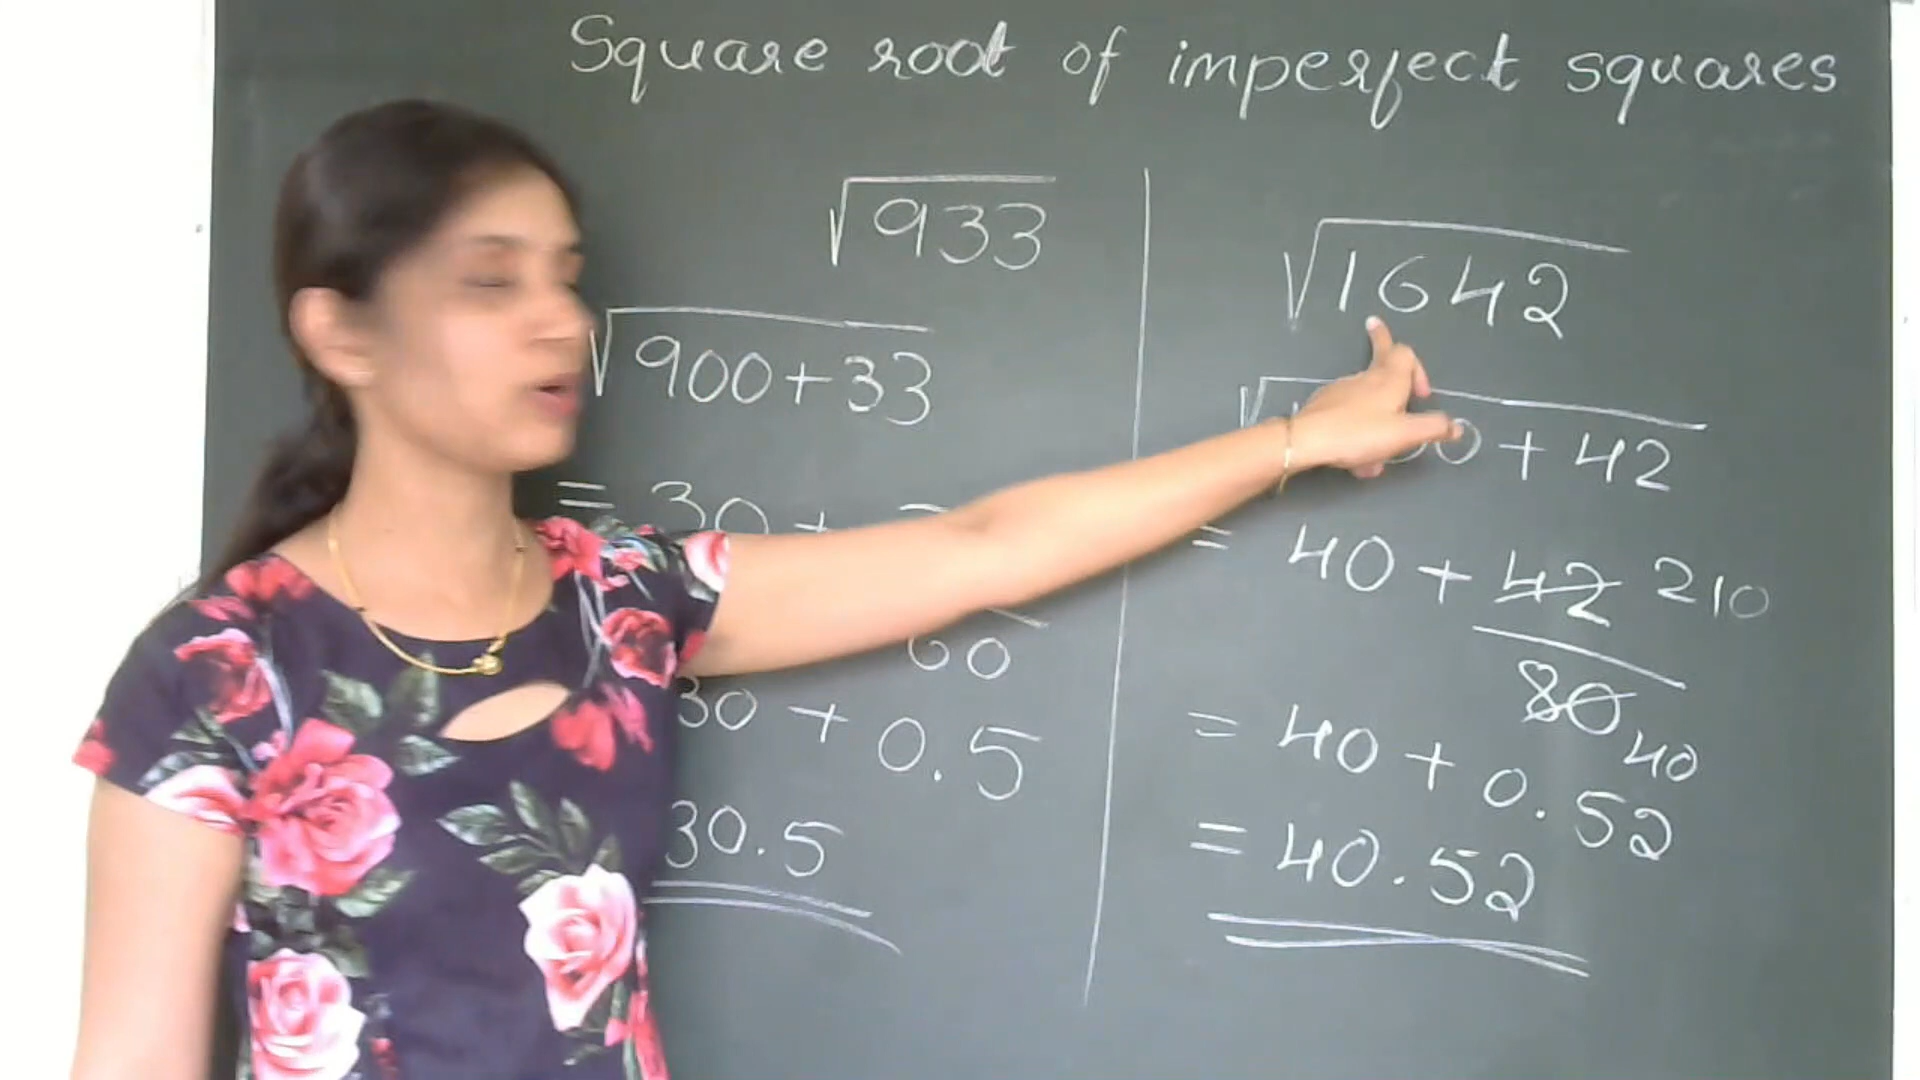 Square root of imperfect squares
√933
√900+33
= 30 +
60
30 + 0.5
30.5
√1642
+ 42
= 40 + 42 210
80 40
= 40 + 0.52
= 40.52